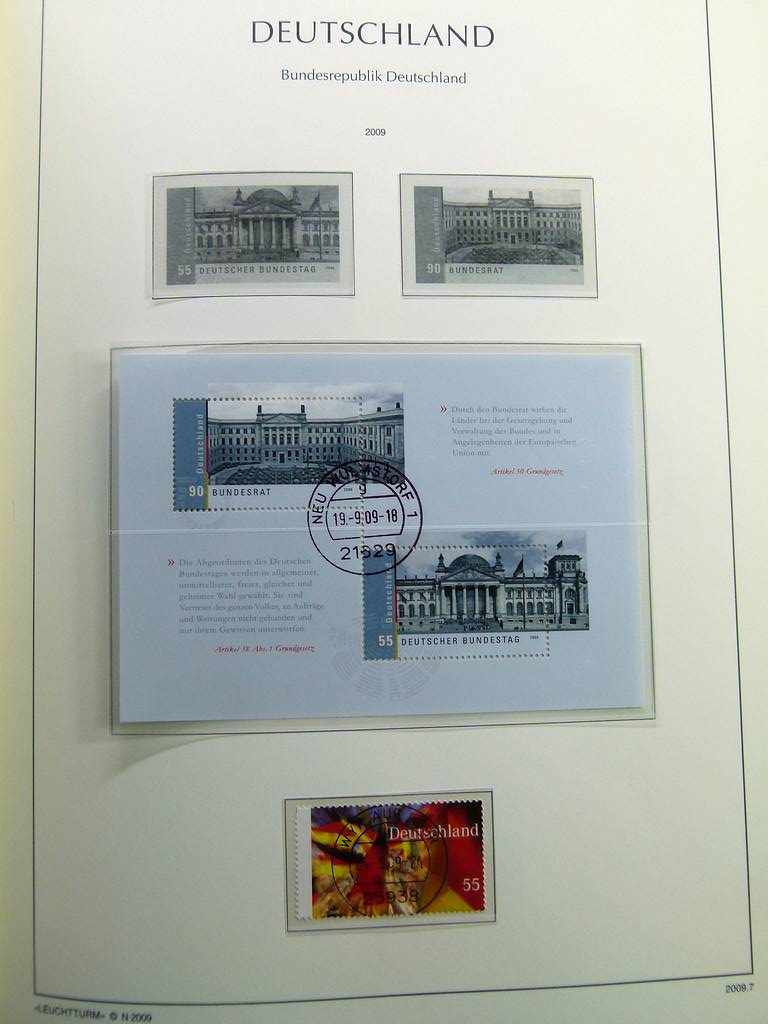 DEUTSCHLAND
Bundesrepublik Deutschland
2009
Deutschland
55 DEUTSCHER BUNDESTAG 2009
Deutschland
90 BUNDESRAT 2009
Deutschland
90 BUNDESRAT 2009
» Durch den Bundesrat wirken die
Länder bei der Gesetzgebung und
Verwaltung des Bundes und in
Angelegenheiten der Europäischen
Union mit.
Artikel 50 Grundgesetz
NEU WULMSTORF 1
g
19.-9.09-18
21629
» Die Abgeordneten des Deutschen
Bundestages werden in allgemeiner,
unmittelbarer, freier, gleicher und
geheimer Wahl gewählt. Sie sind
Vertreter des ganzen Volkes, an Aufträge
und Weisungen nicht gebunden und
nur ihrem Gewissen unterworfen.
Artikel 38 Abs. 1 Grundgesetz
Deutschland
55 DEUTSCHER BUNDESTAG 2009
Deutschland
55
9.09-24
25938
»LEUCHTTURM« © N 2009
2009.7